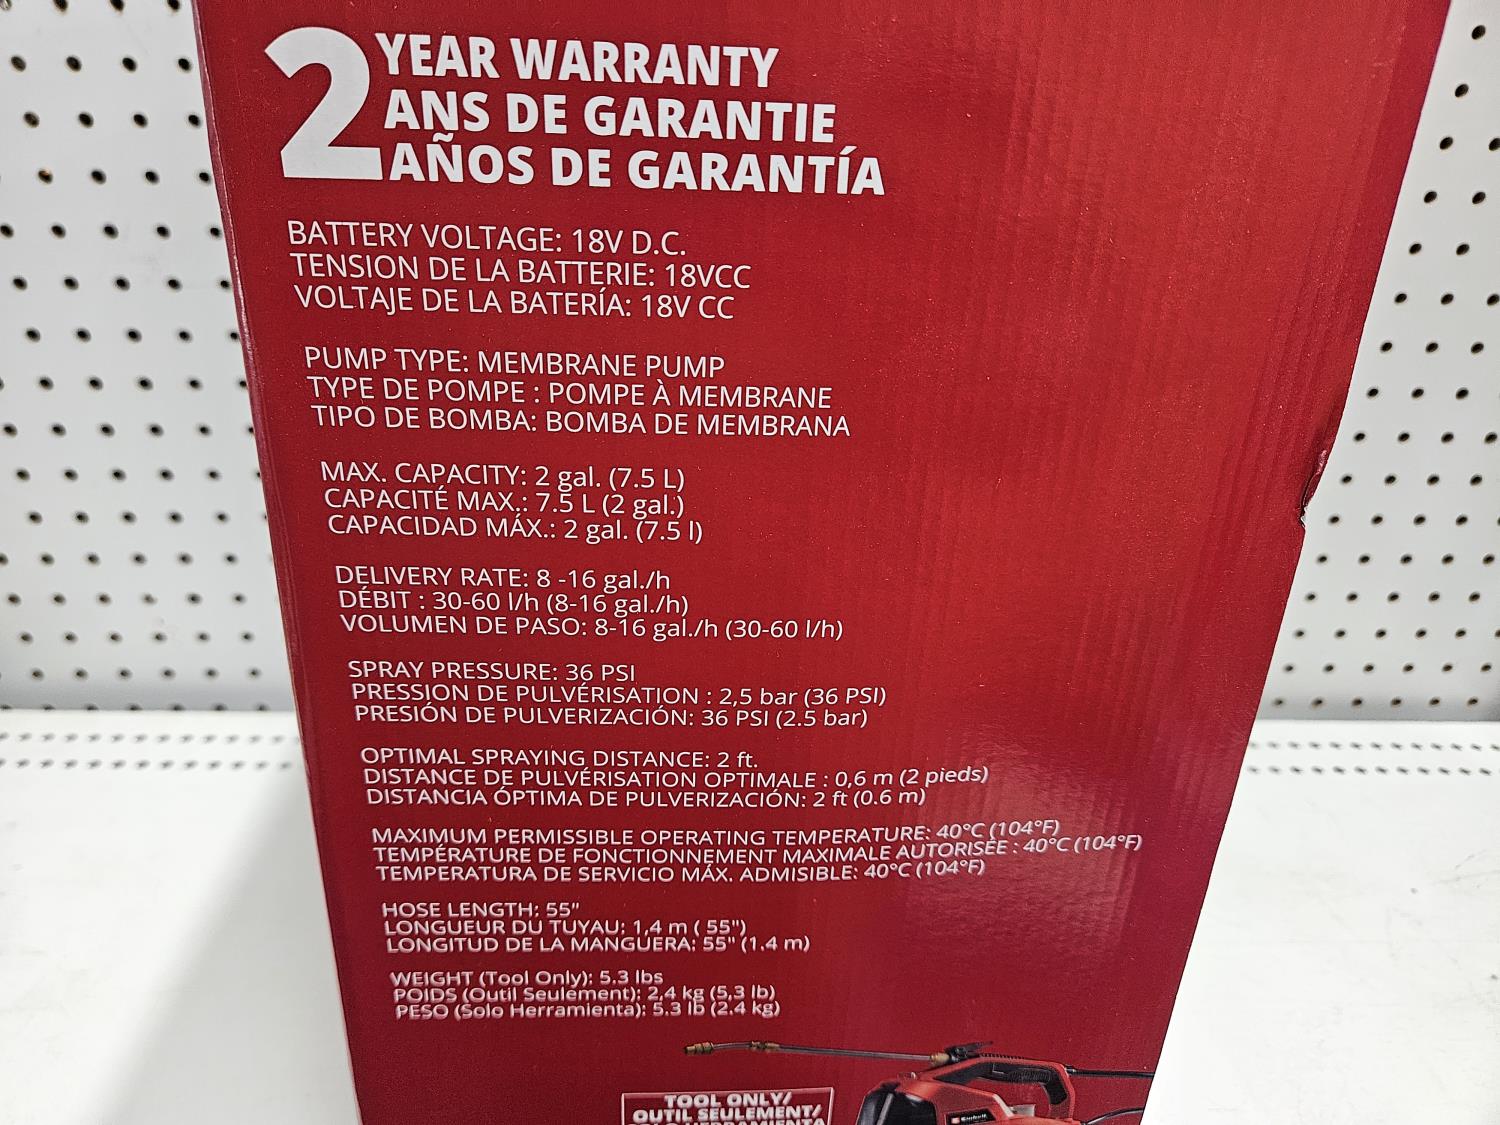 2 YEAR WARRANTY
ANS DE GARANTIE
AÑOS DE GARANTÍA
BATTERY VOLTAGE: 18V D.C.
TENSION DE LA BATTERIE: 18VCC
VOLTAJE DE LA BATERÍA: 18V CC
PUMP TYPE: MEMBRANE PUMP
TYPE DE POMPE : POMPE À MEMBRANE
TIPO DE BOMBA: BOMBA DE MEMBRANA
MAX. CAPACITY: 2 gal. (7.5 L)
CAPACITÉ MAX.: 7.5 L (2 gal.)
CAPACIDAD MÁX.: 2 gal. (7.5 l)
DELIVERY RATE: 8 -16 gal./h
DÉBIT : 30-60 l/h (8-16 gal./h)
VOLUMEN DE PASO: 8-16 gal./h (30-60 l/h)
SPRAY PRESSURE: 36 PSI
PRESSION DE PULVÉRISATION : 2,5 bar (36 PSI)
PRESIÓN DE PULVERIZACIÓN: 36 PSI (2.5 bar)
OPTIMAL SPRAYING DISTANCE: 2 ft.
DISTANCE DE PULVÉRISATION OPTIMALE : 0,6 m (2 pieds)
DISTANCIA ÓPTIMA DE PULVERIZACIÓN: 2 ft (0.6 m)
MAXIMUM PERMISSIBLE OPERATING TEMPERATURE: 40°C (104°F)
TEMPÉRATURE DE FONCTIONNEMENT MAXIMALE AUTORISÉE : 40°C (104°F)
TEMPERATURA DE SERVICIO MÁX. ADMISIBLE: 40°C (104°F)
HOSE LENGTH: 55"
LONGUEUR DU TUYAU: 1,4 m ( 55")
LONGITUD DE LA MANGUERA: 55" (1.4 m)
WEIGHT (Tool Only): 5.3 lbs
POIDS (Outil Seulement): 2,4 kg (5,3 lb)
PESO (Solo Herramienta): 5.3 lb (2.4 kg)
TOOL ONLY/
OUTIL SEULEMENT/
Einhell